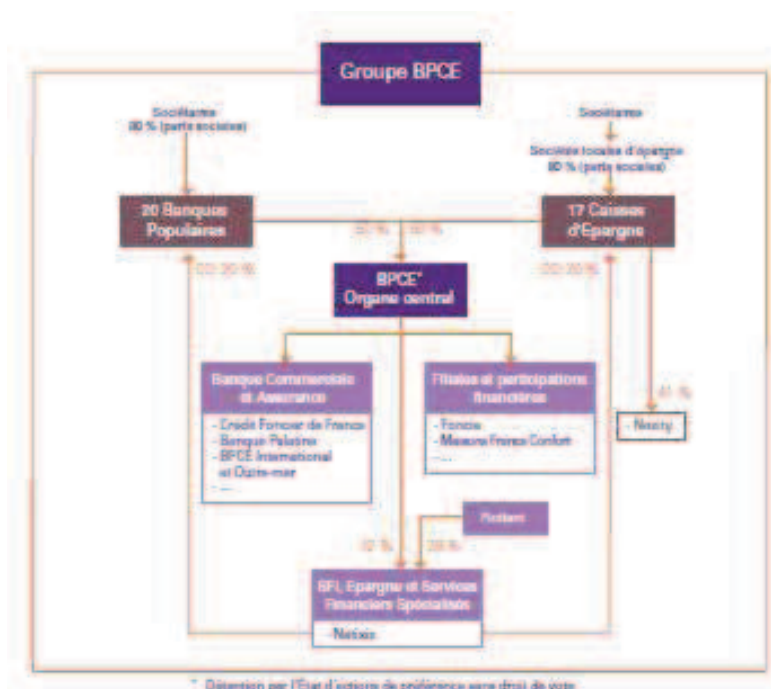 Groupe BPCE
Sociétaires
80 % (parts sociales)
Sociétaires
Sociétés locales d'épargne
80 % (parts sociales)
20 Banques
Populaires
17 Caisses
d'Epargne
50 % 50 %
CCI 20 %
CCI 20 %
BPCE*
Organe central
Banque Commerciale
et Assurance
- Crédit Foncier de France
- Banque Palatine
- BPCE International
et Outre-mer
- ...
Filiales et participations
financières
- Foncia
- Maisons France Confort
- ...
41 %
- Nexity
Flottant
72 %
28 %
BFI, Epargne et Services
Financiers Spécialisés
- Natixis
* Détention par l'Etat d'actions de préférence sans droit de vote